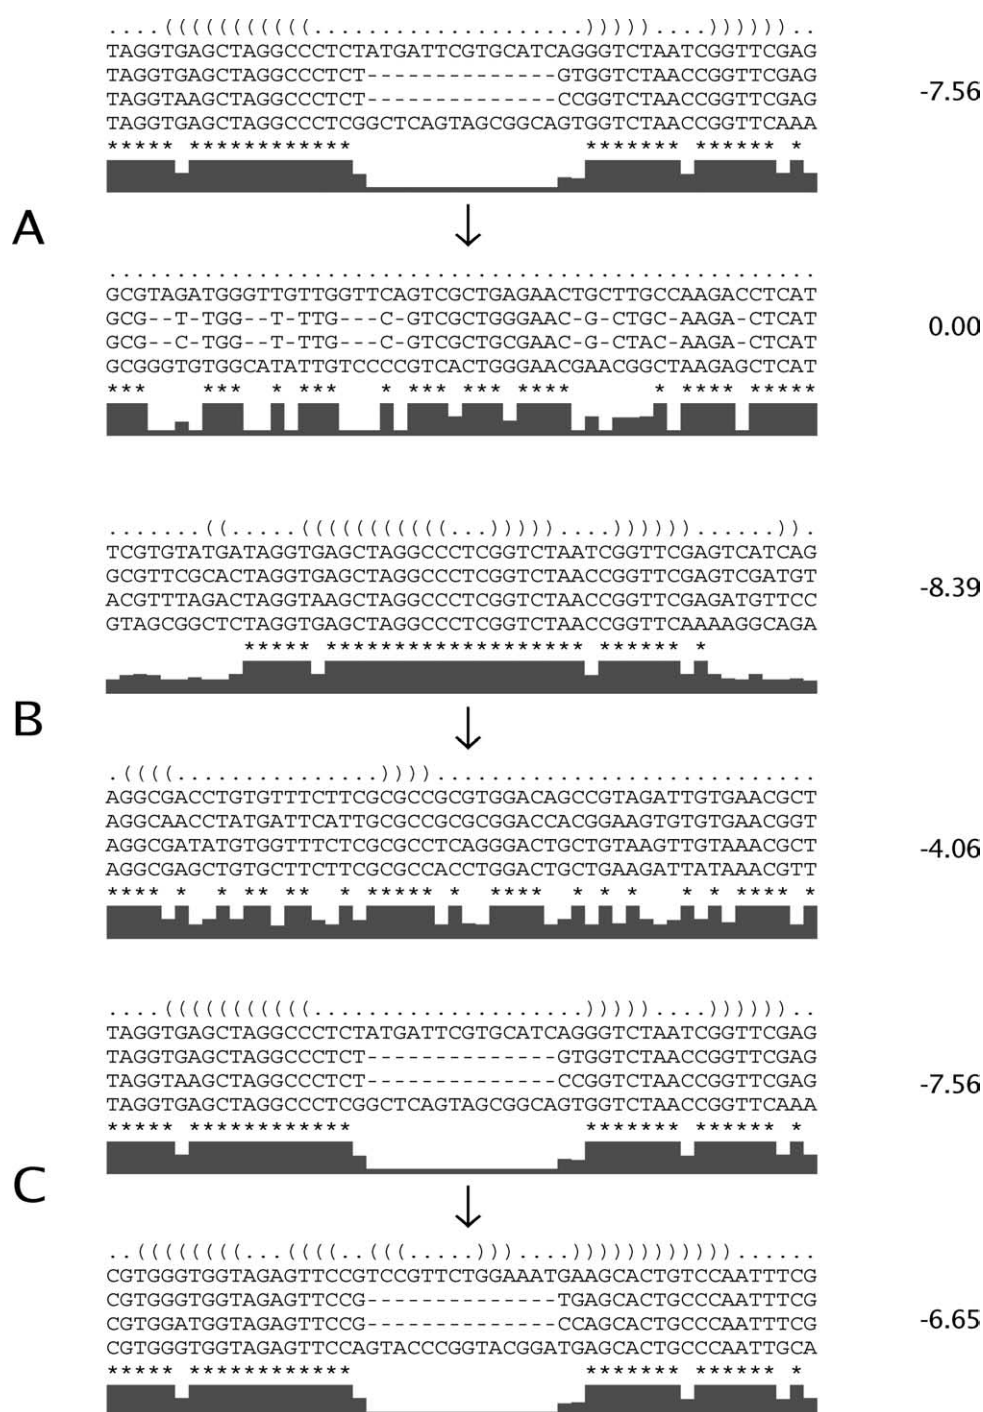 ....(((((((((((....................)))))....))))))..
TAGGTGAGCTAGGCCCTCTATGATTCGTGCATCAGGGTCTAATCGGTTCGAG
TAGGTGAGCTAGGCCCTCT--------------GTGGTCTAACCGGTTCGAG
-7.56
TAGGTAAGCTAGGCCCTCT--------------CCGGTCTAACCGGTTCGAG
TAGGTGAGCTAGGCCCTCGGCTCAGTAGCGGCAGTGGTCTAACCGGTTCAAA
***** ************                 ******* ****** *
↓
A
....................................................
GCGTAGATGGGTTGTTGGTTCAGTCGCTGAGAACTGCTTGCCAAGACCTCAT
GCG--T-TGG--T-TTG---C-GTCGCTGGGAAC-G-CTGC-AAGA-CTCAT
0.00
GCG--C-TGG--T-TTG---C-GTCGCTGCGAAC-G-CTAC-AAGA-CTCAT
GCGGGTGTGGCATATTGTCCCCGTCACTGGGAACGAACGGCTAAGAGCTCAT
***    ***  * ***   * *** *** ****      * **** *****
.......((.....(((((((((((...)))))....))))))......)).
TCGTGTATGATAGGTGAGCTAGGCCCTCGGTCTAATCGGTTCGAGTCATCAG
GCGTTCGCACTAGGTGAGCTAGGCCCTCGGTCTAACCGGTTCGAGTCGATGT
-8.39
ACGTTTAGACTAGGTAAGCTAGGCCCTCGGTCTAACCGGTTCGAGATGTTCC
GTAGCGGCTCTAGGTGAGCTAGGCCCTCGGTCTAACCGGTTCAAAAGGCAGA
***** ******************* ****** *
↓
B
.((((...............))))............................
AGGCGACCTGTGTTTCTTCGCGCCGCGTGGACAGCCGTAGATTGTGAACGCT
AGGCAACCTATGATTCATTGCGCCGCGCGGACCACGGAAGTGTGTGAACGGT
-4.06
AGGCGATATGTGGTTTCTCGCGCCTCAGGGACTGCTGTAAGTTGTAAACGCT
AGGCGAGCTGTGCTTCTTCGCGCCACCTGGACTGCTGAAGATTATAAACGTT
**** *  * ** **  * ***** *  ****  * * *   * * **** *
....(((((((((((....................)))))....))))))..
TAGGTGAGCTAGGCCCTCTATGATTCGTGCATCAGGGTCTAATCGGTTCGAG
TAGGTGAGCTAGGCCCTCT--------------GTGGTCTAACCGGTTCGAG
-7.56
TAGGTAAGCTAGGCCCTCT--------------CCGGTCTAACCGGTTCGAG
TAGGTGAGCTAGGCCCTCGGCTCAGTAGCGGCAGTGGTCTAACCGGTTCAAA
***** ************                 ******* ****** *
C
↓
..((((((((...((((..(((.....)))....))))))))))))......
CGTGGGTGGTAGAGTTCCGTCCGTTCTGGAAATGAAGCACTGTCCAATTTCG
CGTGGGTGGTAGAGTTCCG--------------TGAGCACTGCCCAATTTCG
-6.65
CGTGGATGGTAGAGTTCCG--------------CCAGCACTGCCCAATTTCG
CGTGGGTGGTAGAGTTCCAGTACCCGGTACGGATGAGCACTGCCCAATTGCA
***** ************                 ******* ****** *